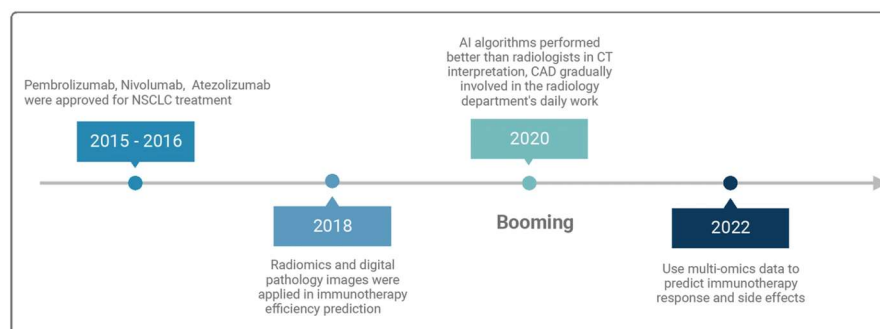 Pembrolizumab, Nivolumab, Atezolizumab
were approved for NSCLC treatment
2015 - 2016
2018
Radiomics and digital
pathology images were
applied in immunotherapy
efficiency prediction
AI algorithms performed
better than radiologists in CT
interpretation, CAD gradually
involved in the radiology
department's daily work
2020
Booming
2022
Use multi-omics data to
predict immunotherapy
response and side effects